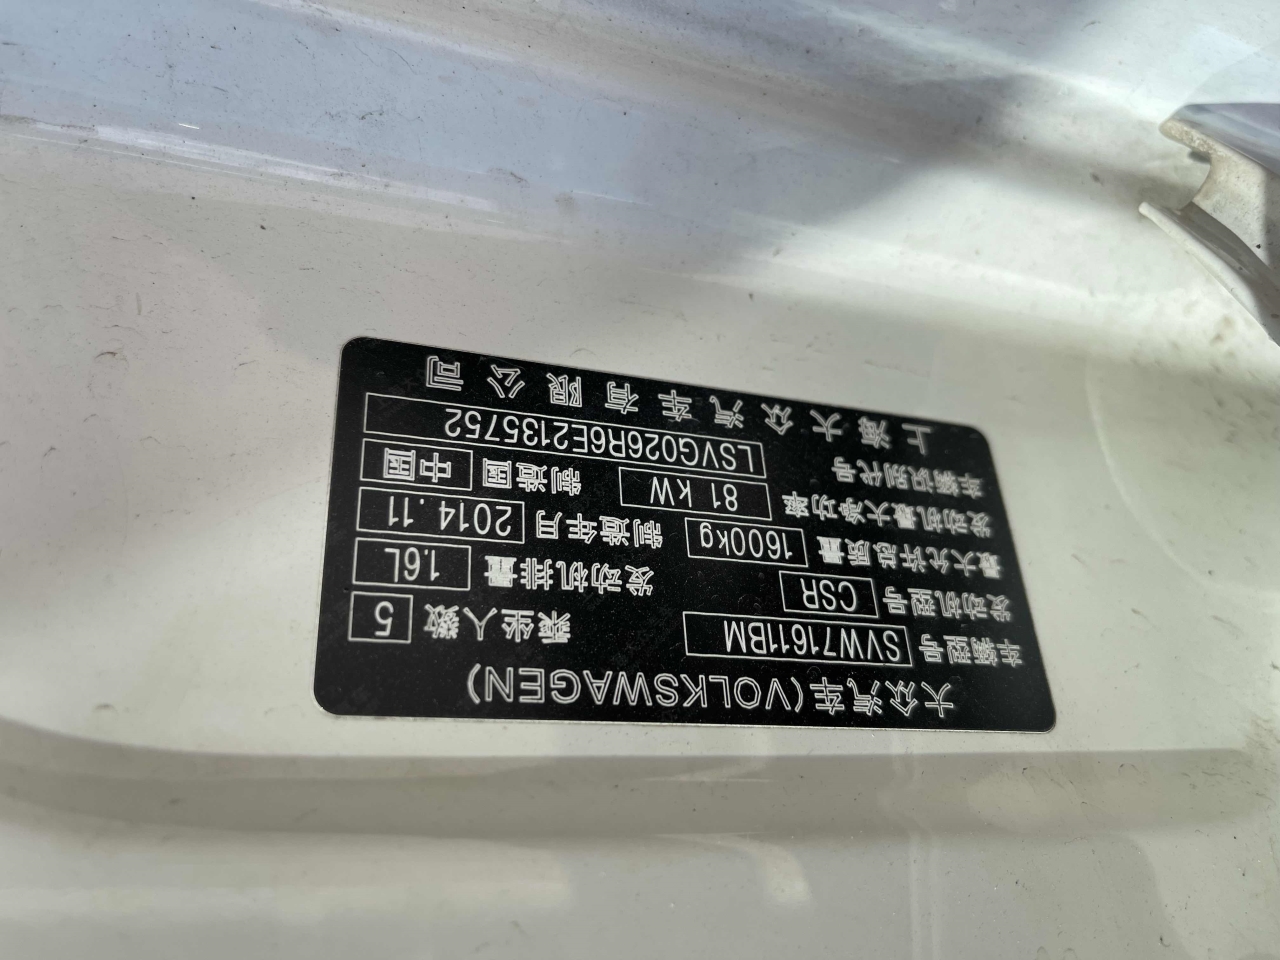 大众汽车(VOLKSWAGEN)
车辆型号 SVW71611BM 乘坐人数 5
发动机型号 CSR 发动机排量 1.6L
最大允许总质量 1600kg 制造年月 2014.11
发动机最大净功率 81 kW 制造国 中国
车辆识别代号 LSVG026R6E2135752
上海大众汽车有限公司